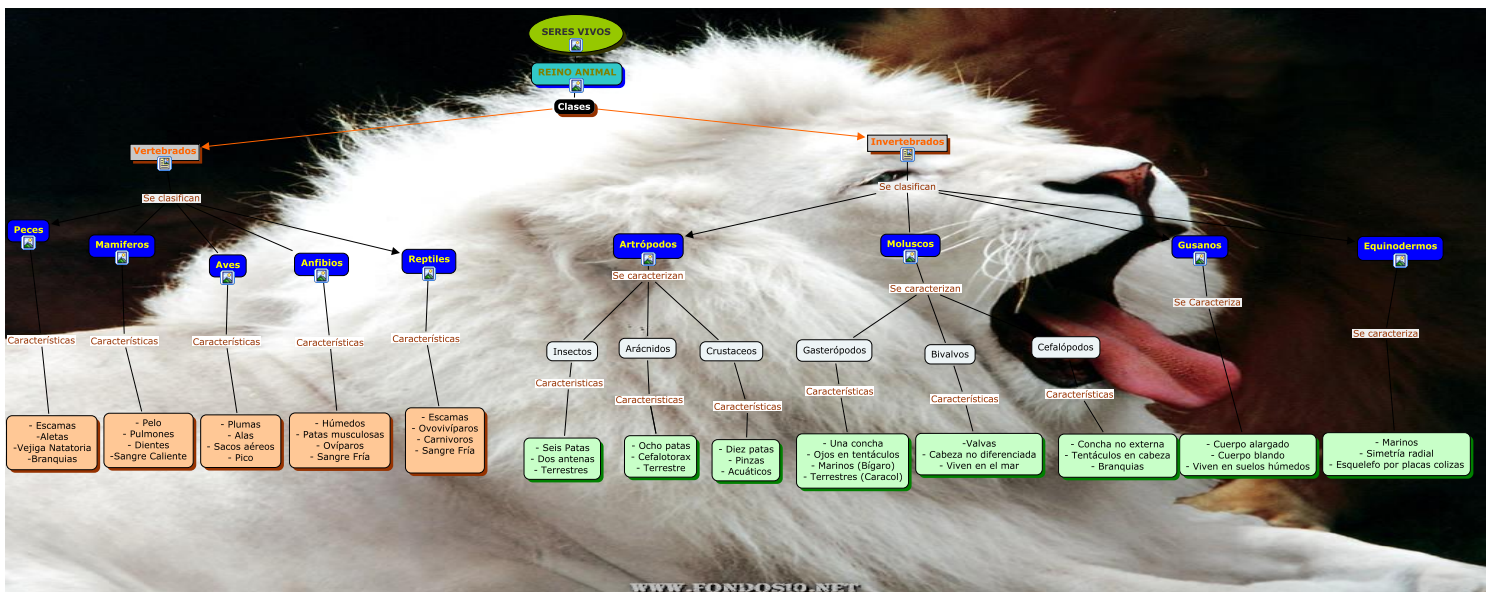 SERES VIVOS
REINO ANIMAL
Clases
Vertebrados
Invertebrados
Se clasifican
Se clasifican
Peces
Mamiferos
Aves
Anfibios
Reptiles
Artrópodos
Moluscos
Gusanos
Equinodermos
Se caracterizan
Se caracterizan
Se Caracteriza
Se caracteriza
Características
Características
Características
Características
Características
Insectos
Arácnidos
Crustaceos
Gasterópodos
Bivalvos
Cefalópodos
Caracteristicas
Características
Características
Características
Características
Características
- Escamas
-Aletas
-Vejiga Natatoria
-Branquias
- Pelo
- Pulmones
- Dientes
-Sangre Caliente
- Plumas
- Alas
- Sacos aéreos
- Pico
- Húmedos
- Patas musculosas
- Ovíparos
- Sangre Fría
- Escamas
- Ovovivíparos
- Carnivoros
- Sangre Fría
- Seis Patas
- Dos antenas
- Terrestres
- Ocho patas
- Cefalotorax
- Terrestre
- Diez patas
- Pinzas
- Acuáticos
- Una concha
- Ojos en tentáculos
- Marinos (Bígaro)
- Terrestres (Caracol)
-Valvas
- Cabeza no diferenciada
- Viven en el mar
- Concha no externa
- Tentáculos en cabeza
- Branquias
- Cuerpo alargado
- Cuerpo blando
- Viven en suelos húmedos
- Marinos
- Simetría radial
- Esquelefo por placas colizas
WWW.FONDOS10.NET